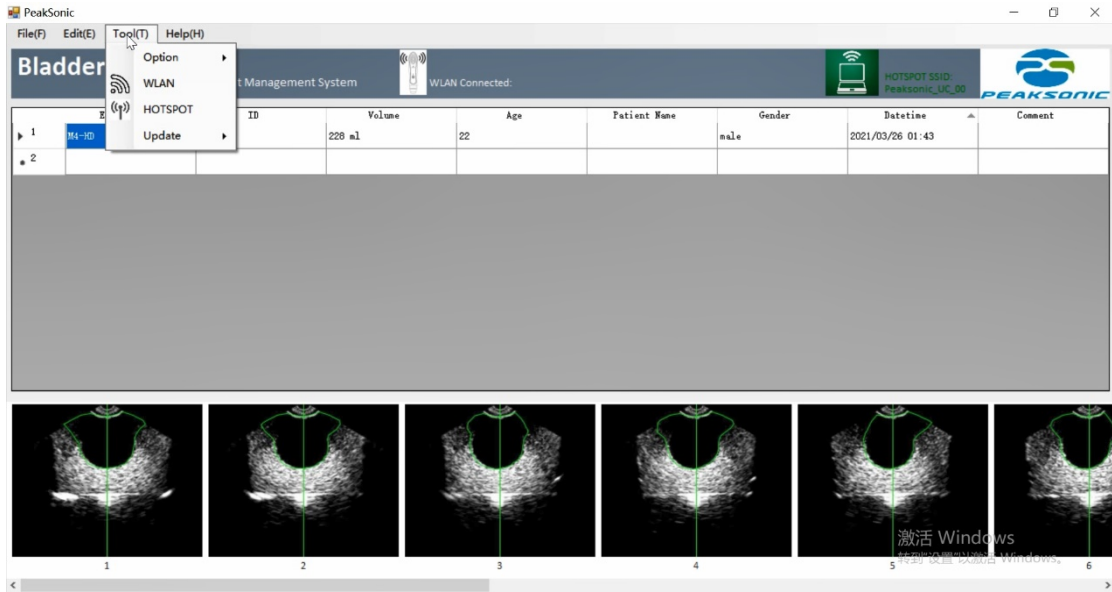 PeakSonic
File(F) Edit(E) Tool(T) Help(H)
Option
WLAN
HOTSPOT
Update
Bladder
t Management System
WLAN Connected:
HOTSPOT SSID:
Peaksonic_UC_00
PEAKSONIC
E ID Volume Age Patient Name Gender Datetime Comment
1 M4-HD 228 ml 22 male 2021/03/26 01:43
2
激活 Windows
转到"设置"以激活 Windows。
1 2 3 4 5 6